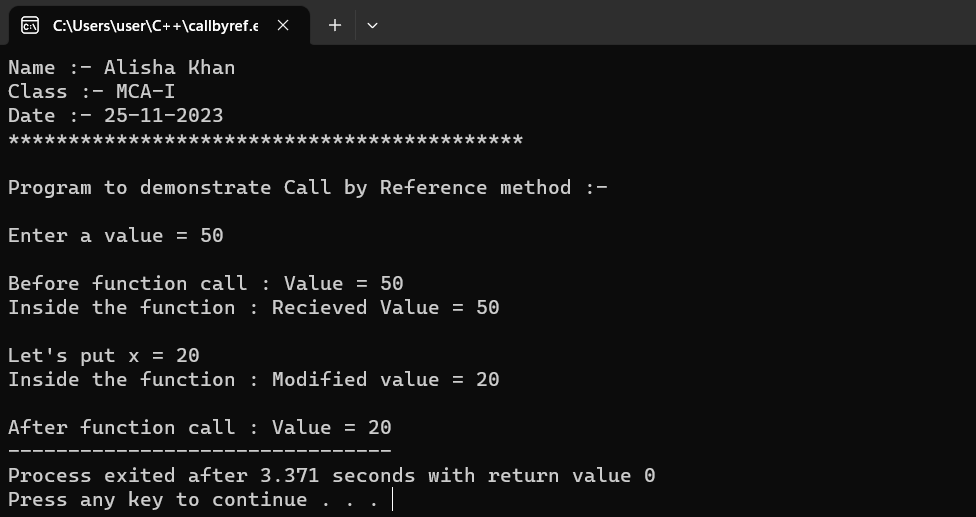 C:\Users\user\C++\callbyref.e
Name :- Alisha Khan
Class :- MCA-I
Date :- 25-11-2023
*******************************************
Program to demonstrate Call by Reference method :-
Enter a value = 50
Before function call : Value = 50
Inside the function : Recieved Value = 50
Let's put x = 20
Inside the function : Modified value = 20
After function call : Value = 20
--------------------------------
Process exited after 3.371 seconds with return value 0
Press any key to continue . . .